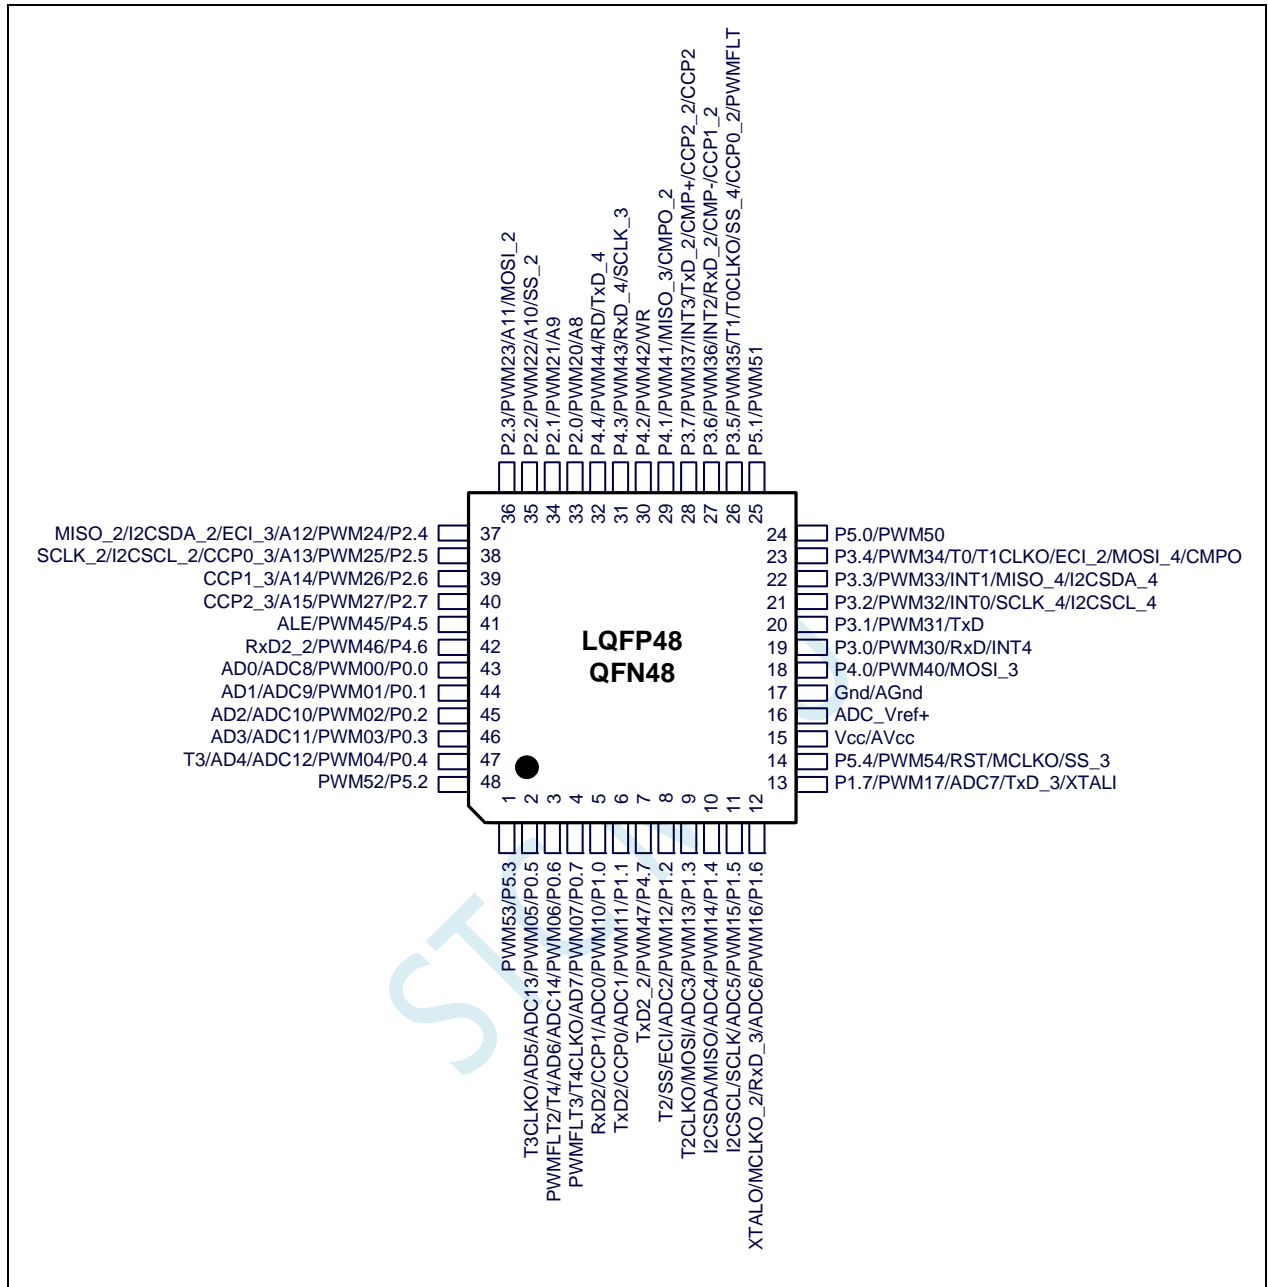 P2.3/PWM23/A11/MOSI_2
P2.2/PWM22/A10/SS_2
P2.1/PWM21/A9
P2.0/PWM20/A8
P4.4/PWM44/RD/TxD_4
P4.3/PWM43/RxD_4/SCLK_3
P4.2/PWM42/WR
P4.1/PWM41/MISO_3/CMPO_2
P3.7/PWM37/INT3/TxD_2/CMP+/CCP2_2/CCP2
P3.6/PWM36/INT2/RxD_2/CMP-/CCP1_2
P3.5/PWM35/T1/T0CLKO/SS_4/CCP0_2/PWMFLT
P5.1/PWM51
36 35 34 33 32 31 30 29 28 27 26 25
MISO_2/I2CSDA_2/ECI_3/A12/PWM24/P2.4 37
SCLK_2/I2CSCL_2/CCP0_3/A13/PWM25/P2.5 38
CCP1_3/A14/PWM26/P2.6 39
CCP2_3/A15/PWM27/P2.7 40
ALE/PWM45/P4.5 41
RxD2_2/PWM46/P4.6 42
AD0/ADC8/PWM00/P0.0 43
AD1/ADC9/PWM01/P0.1 44
AD2/ADC10/PWM02/P0.2 45
AD3/ADC11/PWM03/P0.3 46
T3/AD4/ADC12/PWM04/P0.4 47
PWM52/P5.2 48
LQFP48
QFN48
24 P5.0/PWM50
23 P3.4/PWM34/T0/T1CLKO/ECI_2/MOSI_4/CMPO
22 P3.3/PWM33/INT1/MISO_4/I2CSDA_4
21 P3.2/PWM32/INT0/SCLK_4/I2CSCL_4
20 P3.1/PWM31/TxD
19 P3.0/PWM30/RxD/INT4
18 P4.0/PWM40/MOSI_3
17 Gnd/AGnd
16 ADC_Vref+
15 Vcc/AVcc
14 P5.4/PWM54/RST/MCLKO/SS_3
13 P1.7/PWM17/ADC7/TxD_3/XTALI
1 2 3 4 5 6 7 8 9 10 11 12
PWM53/P5.3
T3CLKO/AD5/ADC13/PWM05/P0.5
PWMFLT2/T4/AD6/ADC14/PWM06/P0.6
PWMFLT3/T4CLKO/AD7/PWM07/P0.7
RxD2/CCP1/ADC0/PWM10/P1.0
TxD2/CCP0/ADC1/PWM11/P1.1
TxD2_2/PWM47/P4.7
T2/SS/ECI/ADC2/PWM12/P1.2
T2CLKO/MOSI/ADC3/PWM13/P1.3
I2CSDA/MISO/ADC4/PWM14/P1.4
I2CSCL/SCLK/ADC5/PWM15/P1.5
XTALO/MCLKO_2/RxD_3/ADC6/PWM16/P1.6